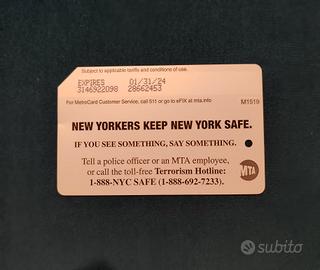 Subject to applicable tariffs and conditions of use.
EXPIRES 01/31/24
3146922098 28662453
For MetroCard Customer Service, call 511 or go to eFIX at mta.info M1519
NEW YORKERS KEEP NEW YORK SAFE.
IF YOU SEE SOMETHING, SAY SOMETHING.
Tell a police officer or an MTA employee,
or call the toll-free Terrorism Hotline:
1-888-NYC SAFE (1-888-692-7233).
MTA
subito